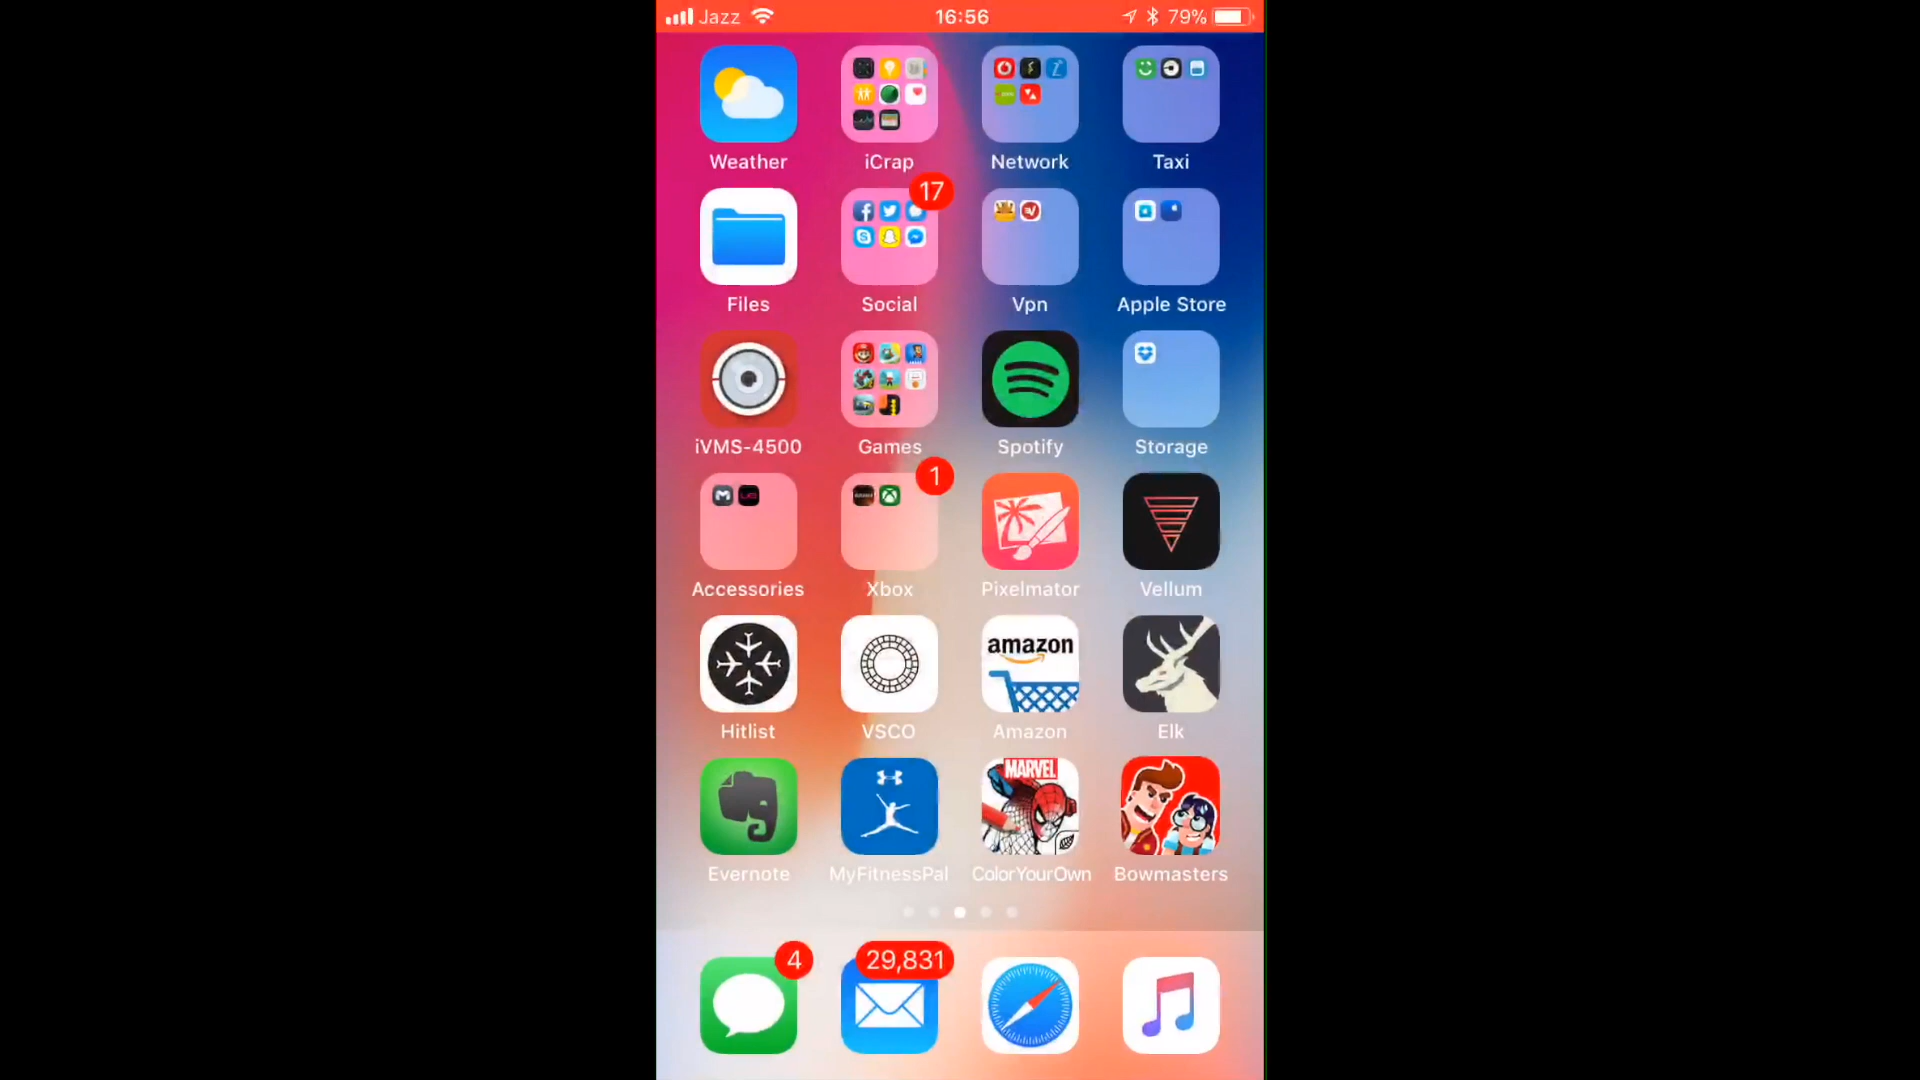 Jazz 16:56 79%
Weather iCrap Network Taxi
17
Files Social Vpn Apple Store
iVMS-4500 Games Spotify Storage
1
Accessories Xbox Pixelmator Vellum
amazon
Hitlist VSCO Amazon Elk
MARVEL
Evernote MyFitnessPal ColorYourOwn Bowmasters
4 29,831